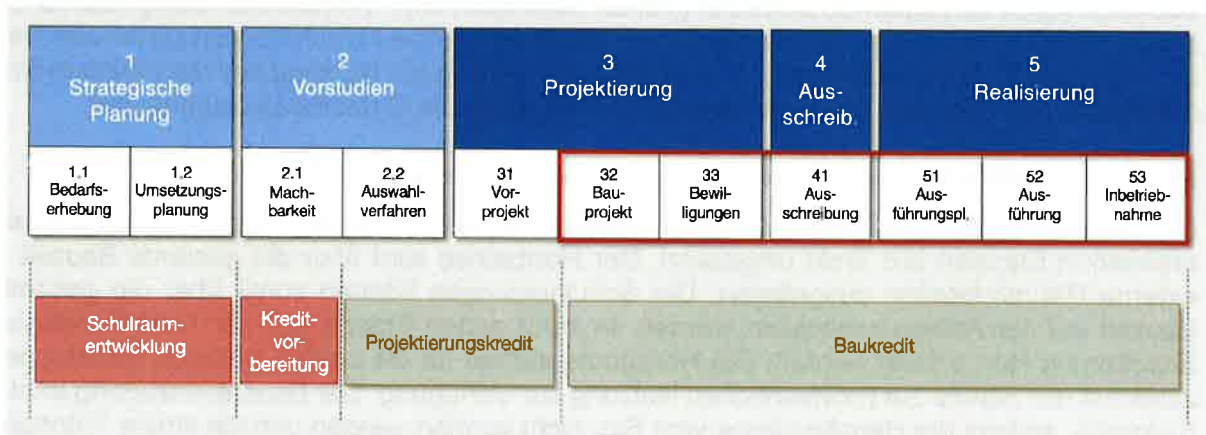 1
Strategische
Planung
2
Vorstudien
3
Projektierung
4
Aus-
schreib.
5
Realisierung
1.1
Bedarfs-
erhebung
1.2
Umsetzungs-
planung
2.1
Mach-
barkeit
2.2
Auswahl-
verfahren
31
Vor-
projekt
32
Bau-
projekt
33
Bewil-
ligungen
41
Aus-
schreibung
51
Aus-
führungspl.
52
Aus-
führung
53
Inbetrieb-
nahme
Schulraum-
entwicklung
Kredit-
vor-
bereitung
Projektierungskredit
Baukredit